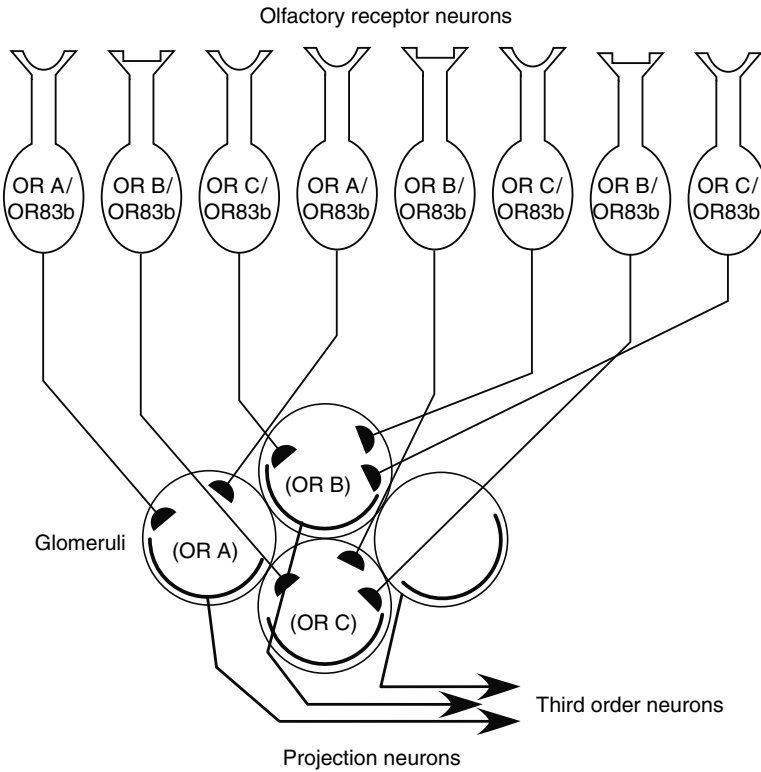 Olfactory receptor neurons
OR A/
OR83b
OR B/
OR83b
OR C/
OR83b
OR A/
OR83b
OR B/
OR83b
OR C/
OR83b
OR B/
OR83b
OR C/
OR83b
(OR B)
Glomeruli
(OR A)
(OR C)
Third order neurons
Projection neurons